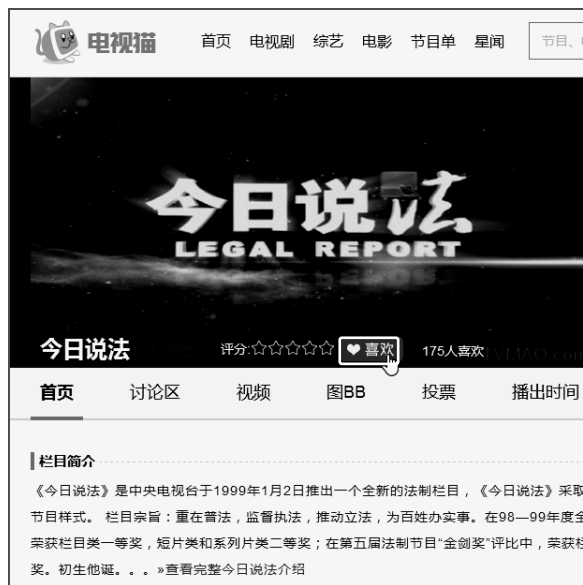 电视猫 首页 电视剧 综艺 电影 节目单 星闻 节目、
今日说法
LEGAL REPORT
今日说法 评分: 喜欢 175人喜欢 TVMAO.com
首页 讨论区 视频 图BB 投票 播出时间
栏目简介
《今日说法》是中央电视台于1999年1月2日推出一个全新的法制栏目，《今日说法》采取
节目样式。 栏目宗旨：重在普法，监督执法，推动立法，为百姓办实事。在98—99年度全
荣获栏目类一等奖，短片类和系列片类二等奖；在第五届法制节目“金剑奖”评比中，荣获栏
奖。初生他诞。。。»查看完整今日说法介绍